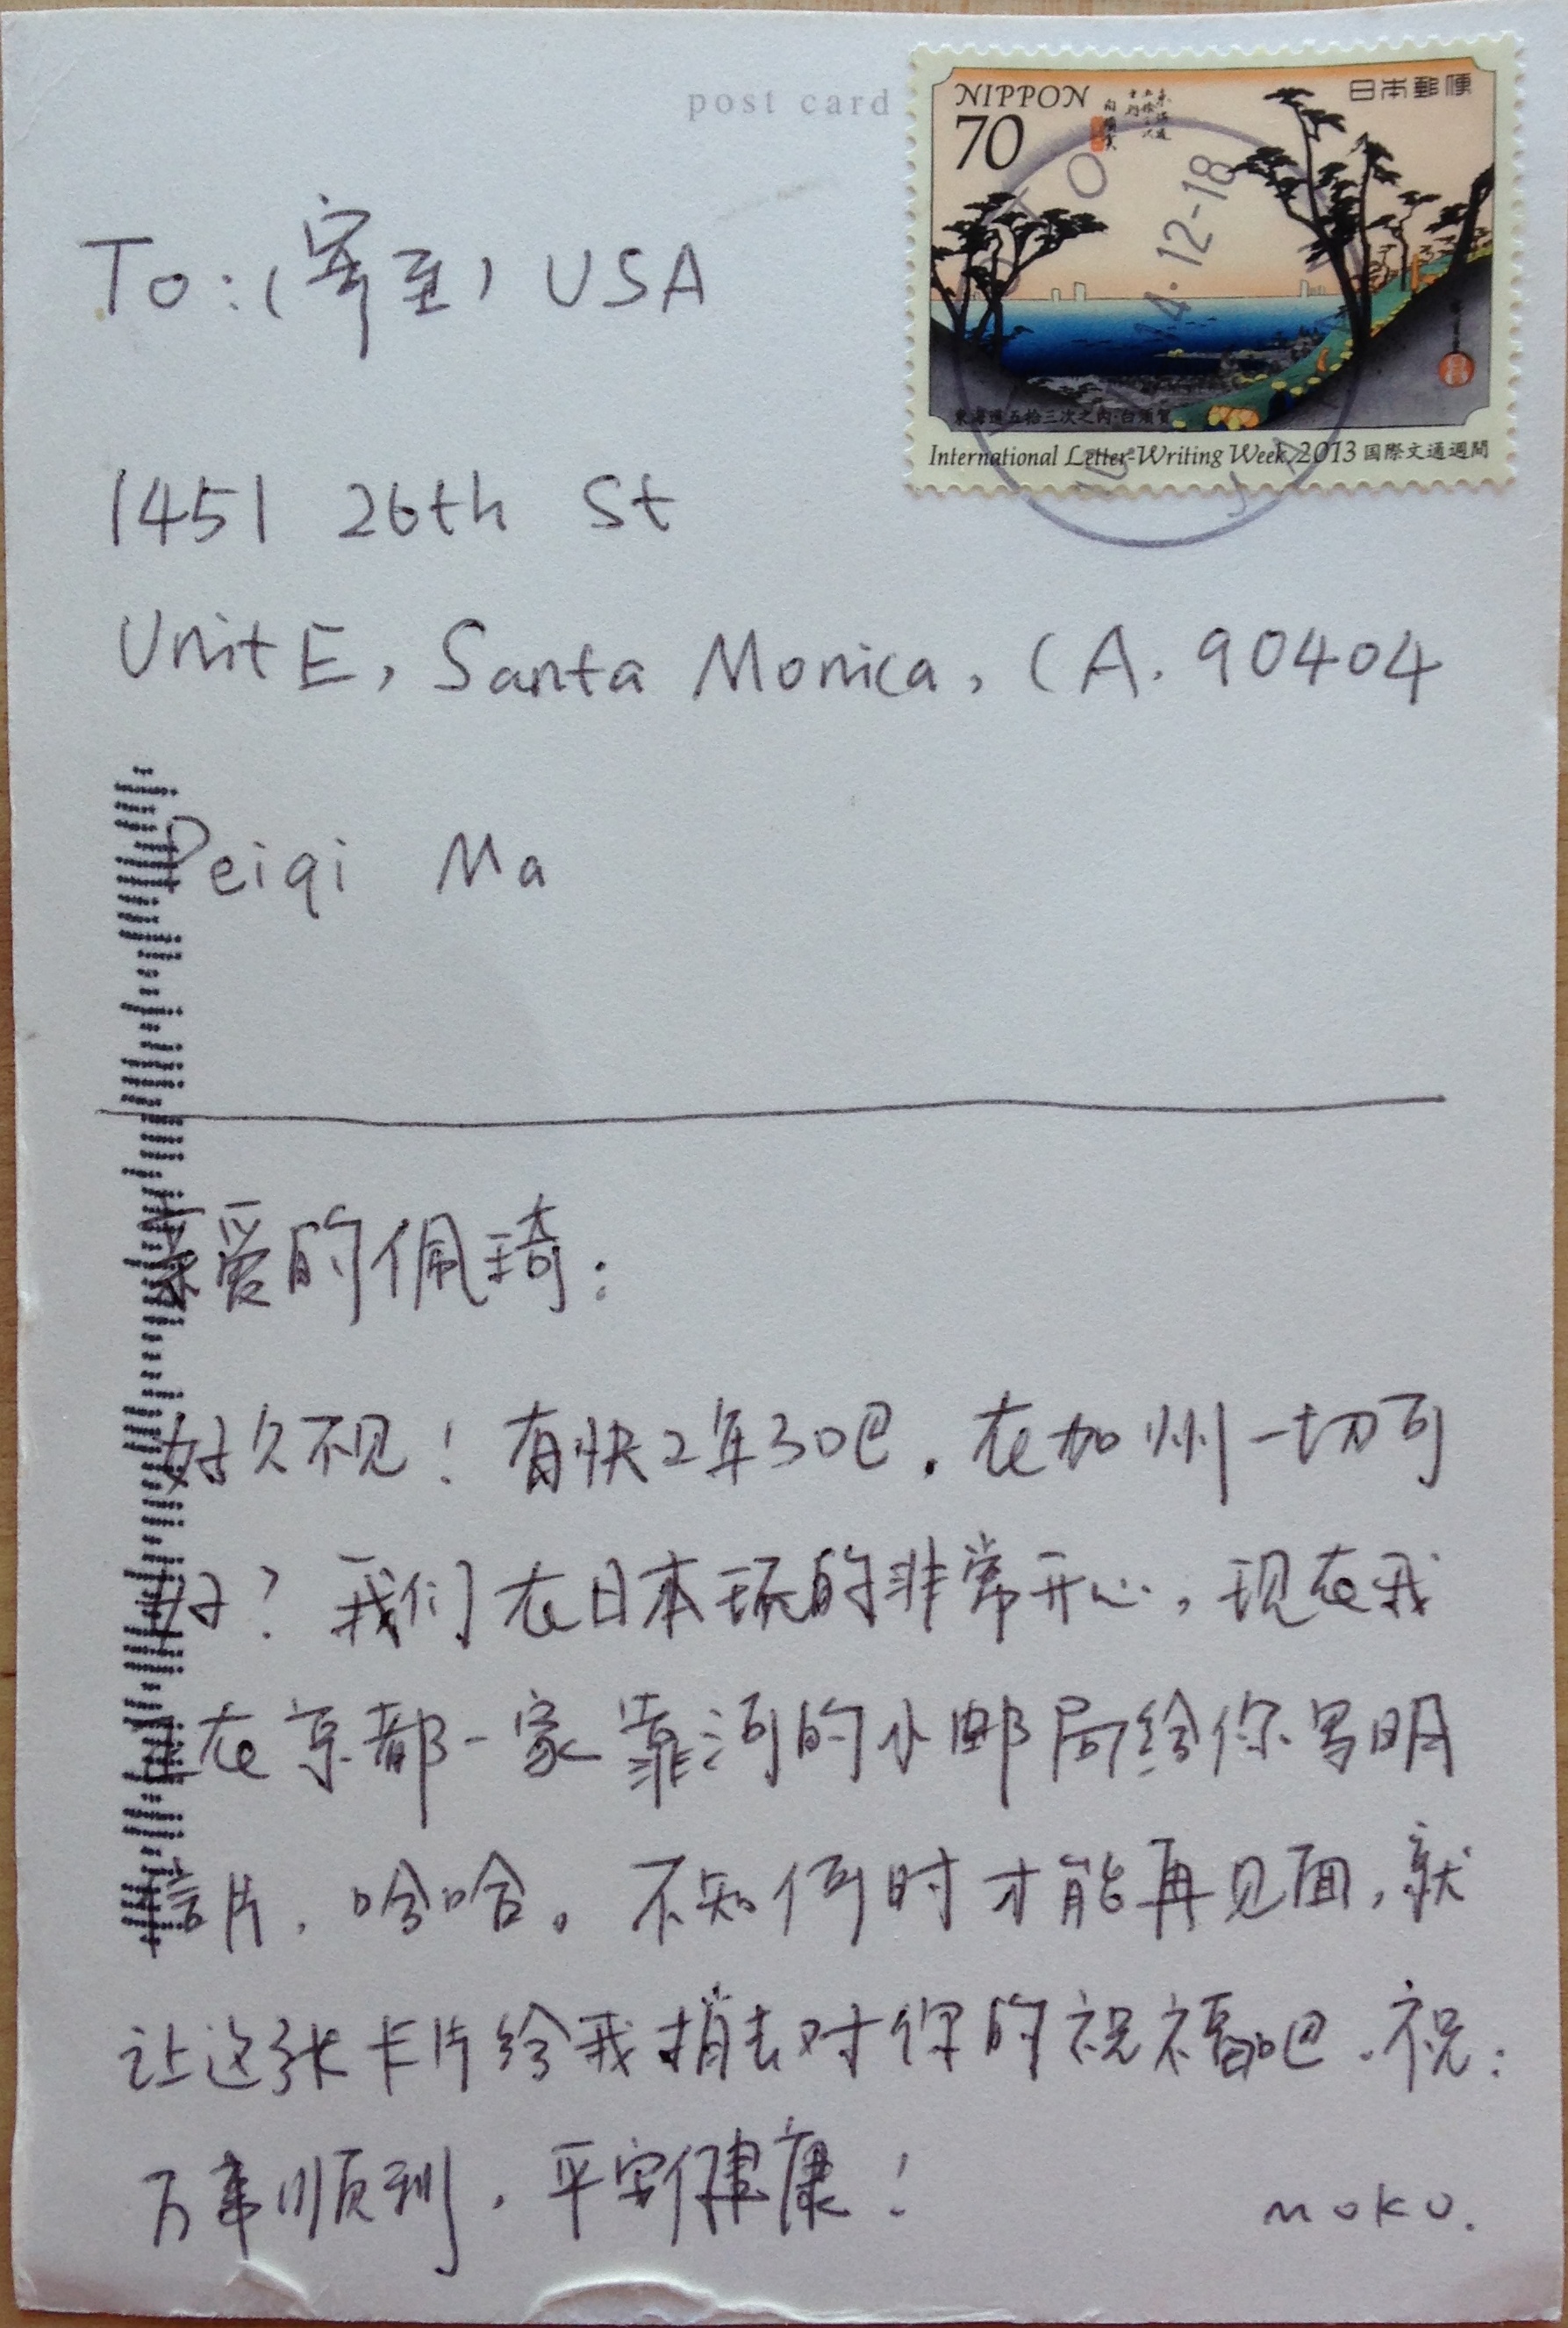 post card
NIPPON
70
日本郵便
14.12-18
東海道五拾三次之内・白須賀
International Letter-Writing Week, 2013 国際文通週間
To:(寄至) USA
1451 26th St
Unit E, Santa Monica, CA. 90404
Peiqi Ma
亲爱的佩琦:
好久不见!有快2年了吧.在加州一切可
好?我们在日本玩的非常开心,现在我
正在京都一家靠河的小邮局给你写明
信片.哈哈。不知何时才能再见面,就
让这张卡片给我捎去对你的祝福吧.祝:
万事顺利.平安健康!
moku.